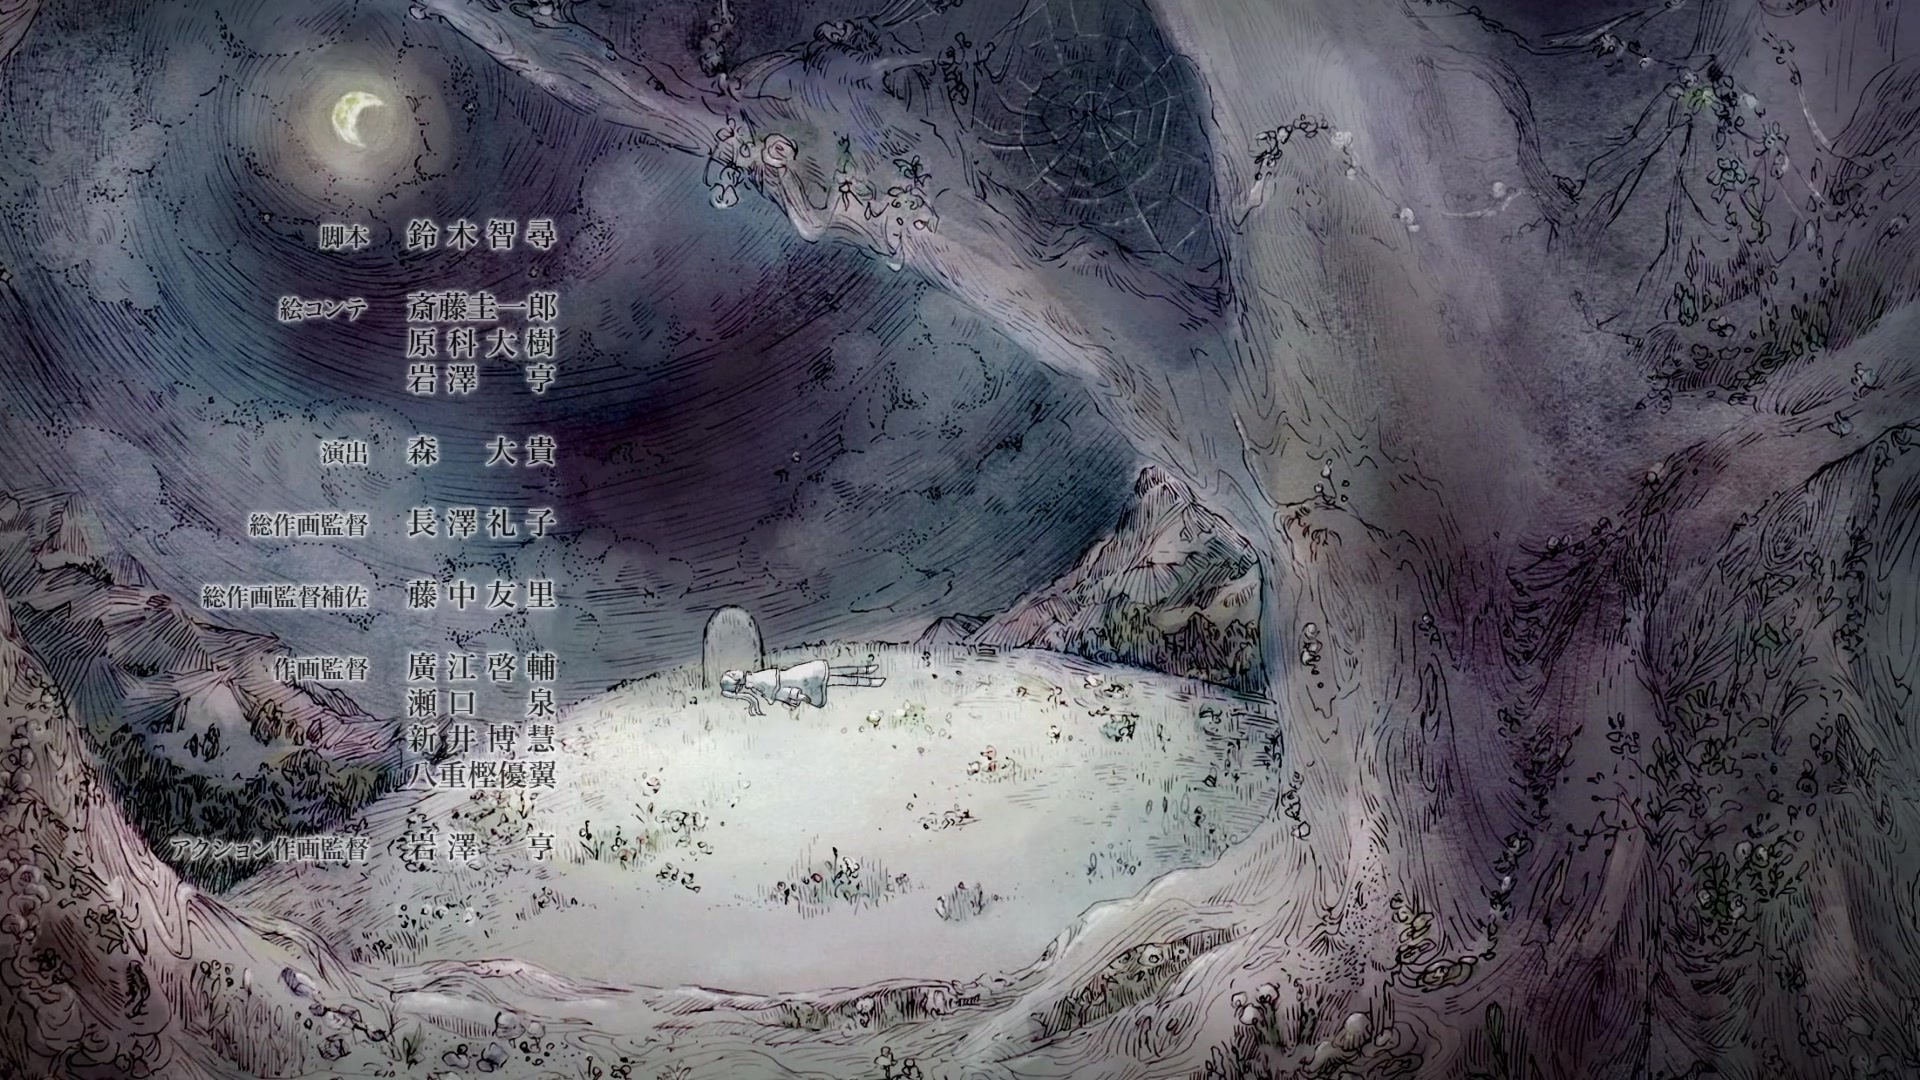 脚本 鈴木智尋
絵コンテ 斎藤圭一郎
原科大樹
岩澤亨
演出 森大貴
総作画監督 長澤礼子
総作画監督補佐 藤中友里
作画監督 廣江啓輔
瀬口泉
新井博慧
八重樫優翼
アクション作画監督 岩澤亨